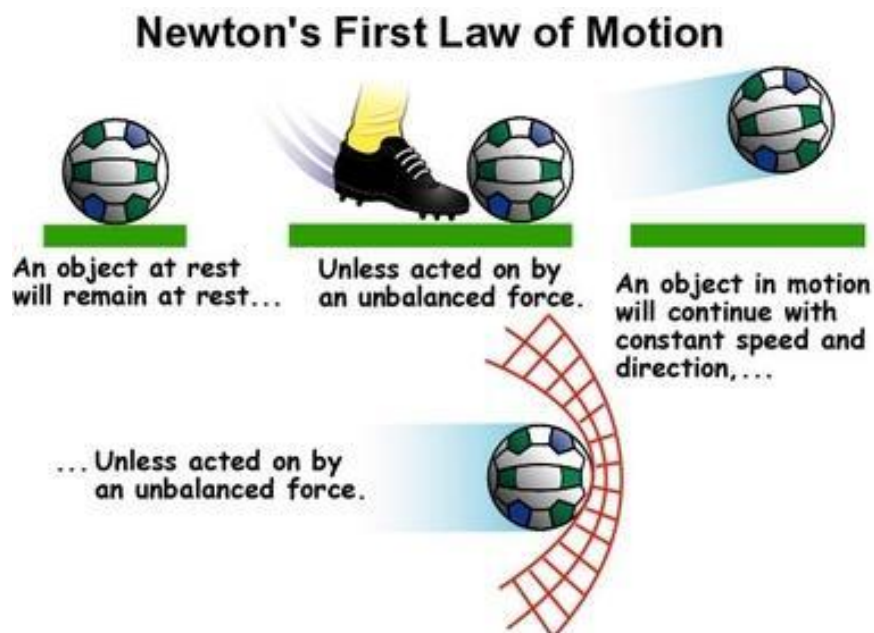 Newton's First Law of Motion
An object at rest
will remain at rest...
Unless acted on by
an unbalanced force.
An object in motion
will continue with
constant speed and
direction,...
... Unless acted on by
an unbalanced force.